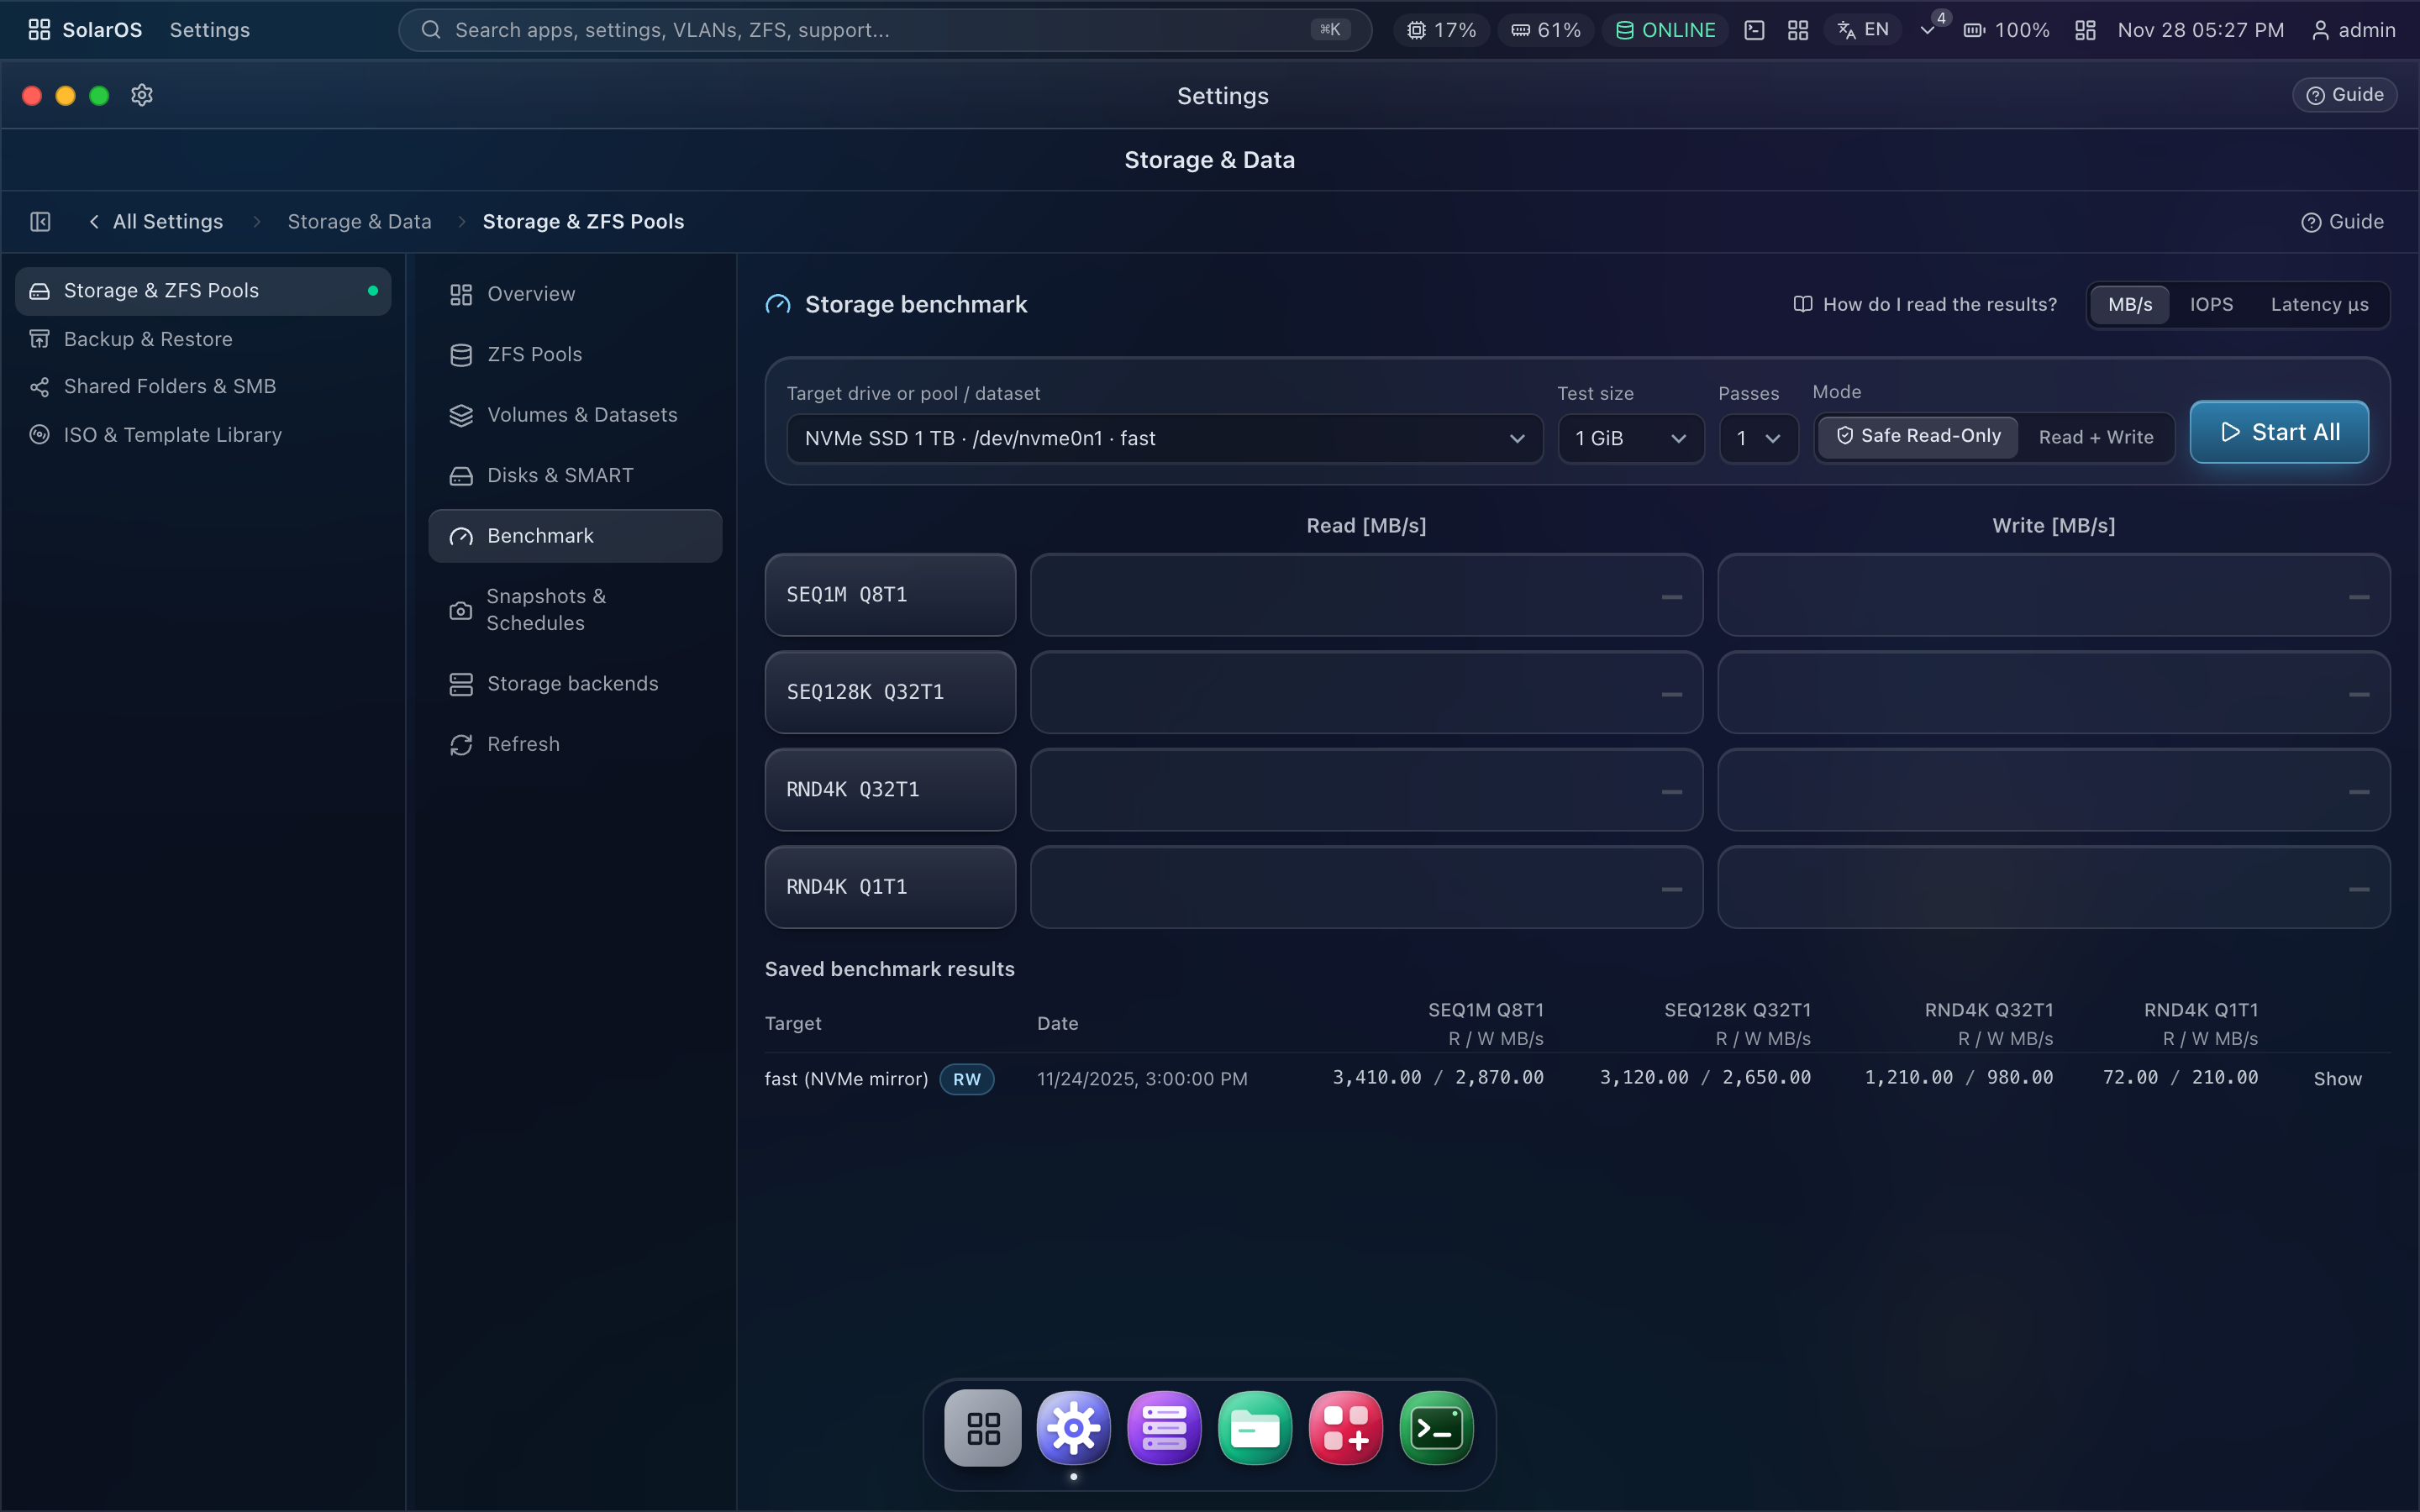 SolarOS Settings Search apps, settings, VLANs, ZFS, support... ⌘K 17% 61% ONLINE EN 4 100% Nov 28 05:27 PM admin
Settings Guide
Storage & Data
All Settings Storage & Data Storage & ZFS Pools Guide
Storage & ZFS Pools
Backup & Restore
Shared Folders & SMB
ISO & Template Library
Overview
ZFS Pools
Volumes & Datasets
Disks & SMART
Benchmark
Snapshots &
Schedules
Storage backends
Refresh
Storage benchmark How do I read the results? MB/s IOPS Latency µs
Target drive or pool / dataset Test size Passes Mode
NVMe SSD 1 TB · /dev/nvme0n1 · fast 1 GiB 1 Safe Read-Only Read + Write Start All
Read [MB/s] Write [MB/s]
SEQ1M Q8T1 — —
SEQ128K Q32T1 — —
RND4K Q32T1 — —
RND4K Q1T1 — —
Saved benchmark results
Target Date SEQ1M Q8T1 SEQ128K Q32T1 RND4K Q32T1 RND4K Q1T1
R / W MB/s R / W MB/s R / W MB/s R / W MB/s
fast (NVMe mirror) RW 11/24/2025, 3:00:00 PM 3,410.00 / 2,870.00 3,120.00 / 2,650.00 1,210.00 / 980.00 72.00 / 210.00 Show